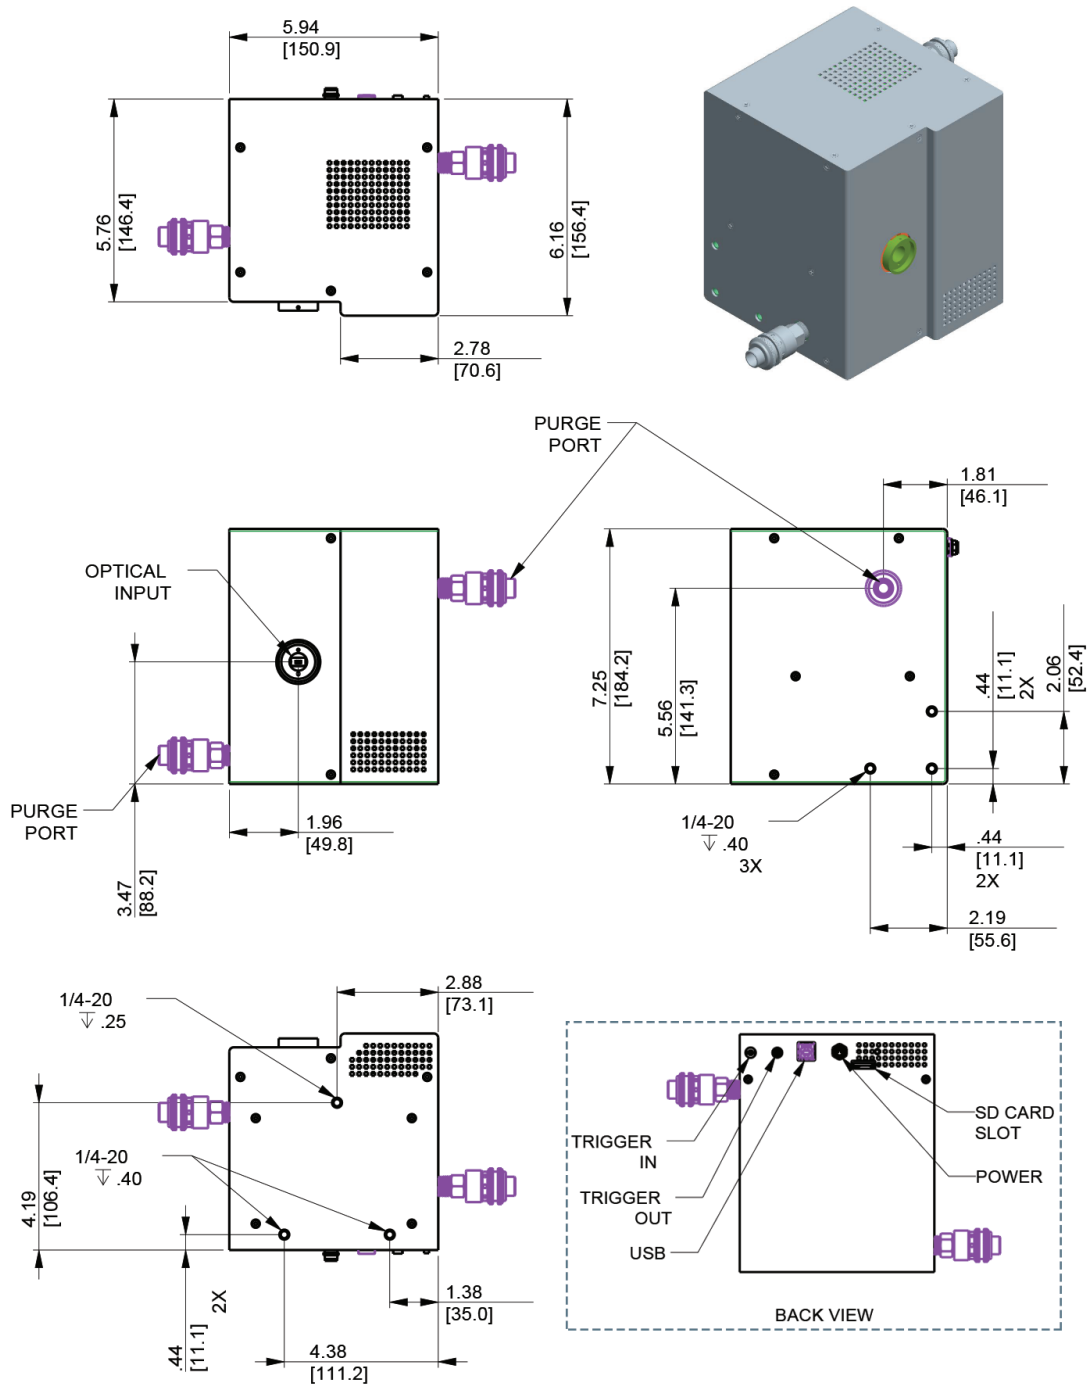 5.94
[150.9]
5.76
[146.4]
6.16
[156.4]
2.78
[70.6]
PURGE
PORT
1.81
[46.1]
OPTICAL
INPUT
7.25
[184.2]
5.56
[141.3]
.44
[11.1]
2X
2.06
[52.4]
PURGE
PORT
1.96
[49.8]
3.47
[88.2]
1/4-20
↧ .40
3X
.44
[11.1]
2X
2.19
[55.6]
1/4-20
↧ .25
2.88
[73.1]
1/4-20
↧ .40
4.19
[106.4]
.44
[11.1]
2X
1.38
[35.0]
4.38
[111.2]
TRIGGER
IN
TRIGGER
OUT
USB
SD CARD
SLOT
POWER
BACK VIEW